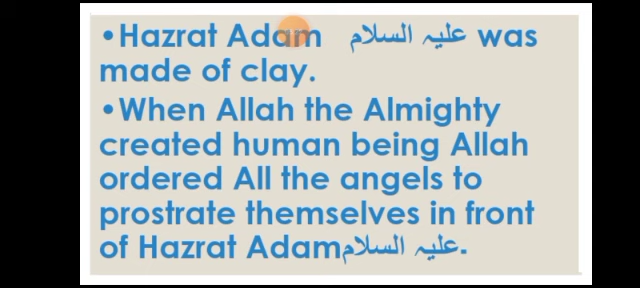 •Hazrat Adam علیہ السلام was
made of clay.
•When Allah the Almighty
created human being Allah
ordered All the angels to
prostrate themselves in front
of Hazrat Adamعلیہ السلام.